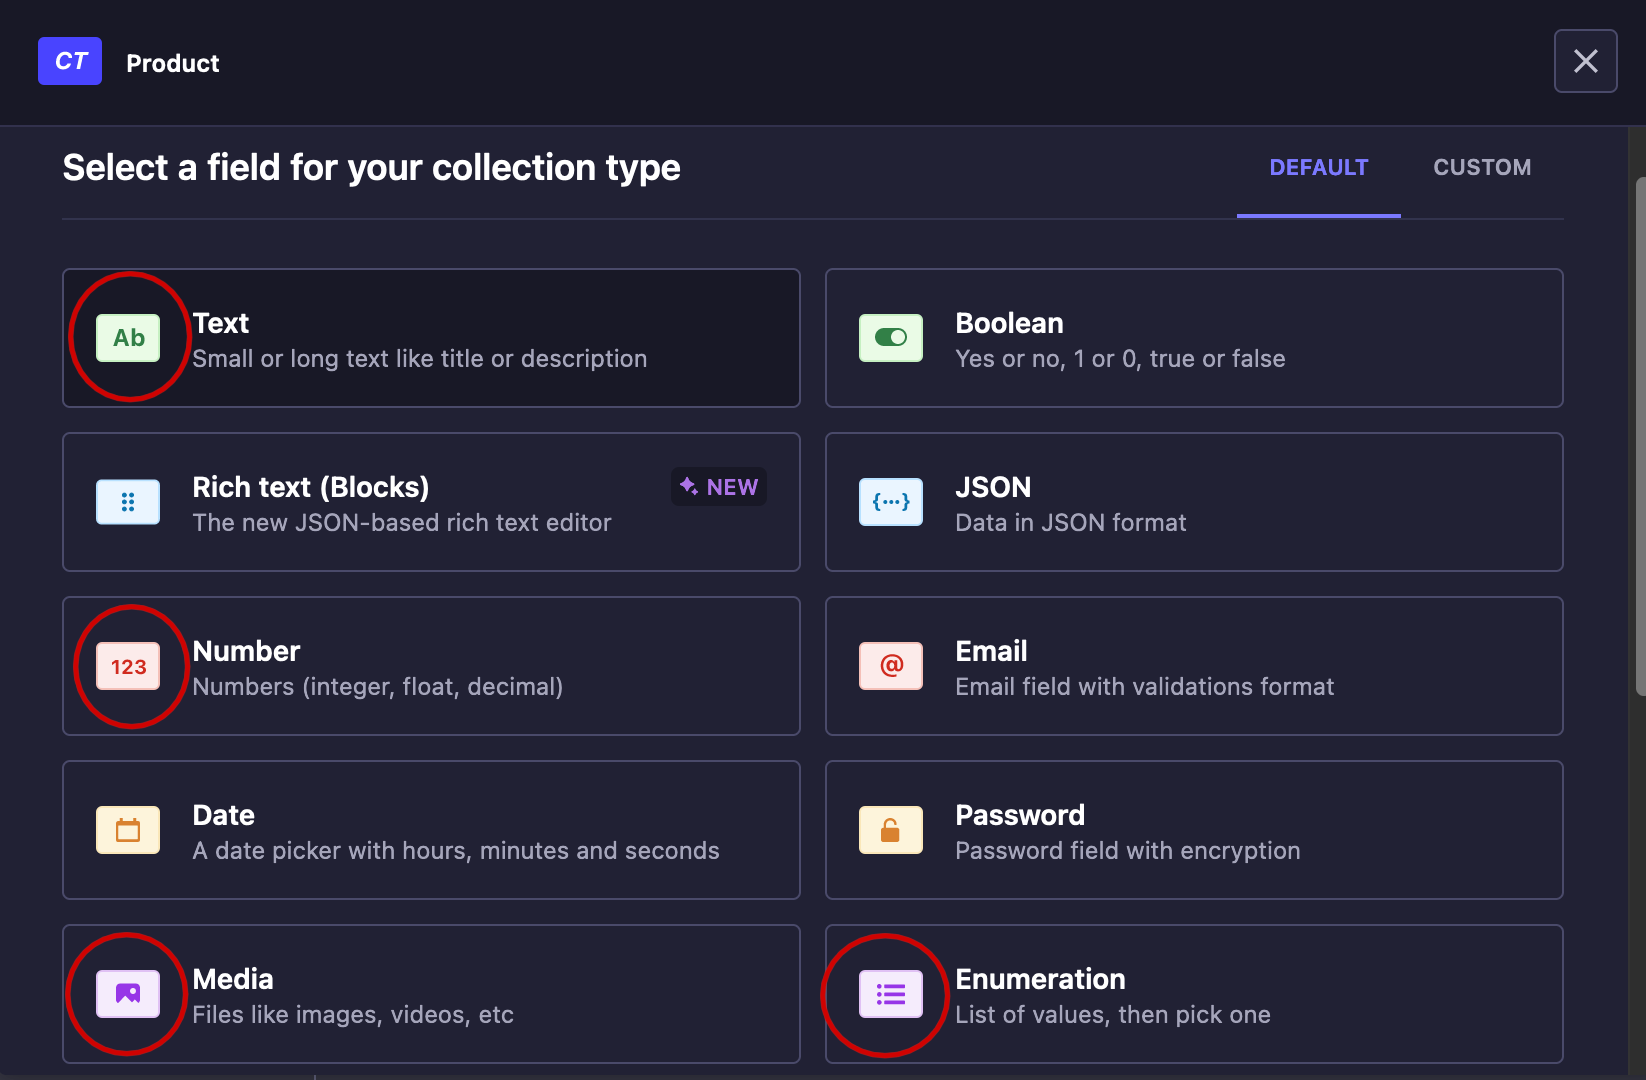 CT Product
Select a field for your collection type
DEFAULT CUSTOM
Ab
Text
Small or long text like title or description
Boolean
Yes or no, 1 or 0, true or false
Rich text (Blocks)
NEW
The new JSON-based rich text editor
{...}
JSON
Data in JSON format
123
Number
Numbers (integer, float, decimal)
@
Email
Email field with validations format
Date
A date picker with hours, minutes and seconds
Password
Password field with encryption
Media
Files like images, videos, etc
Enumeration
List of values, then pick one